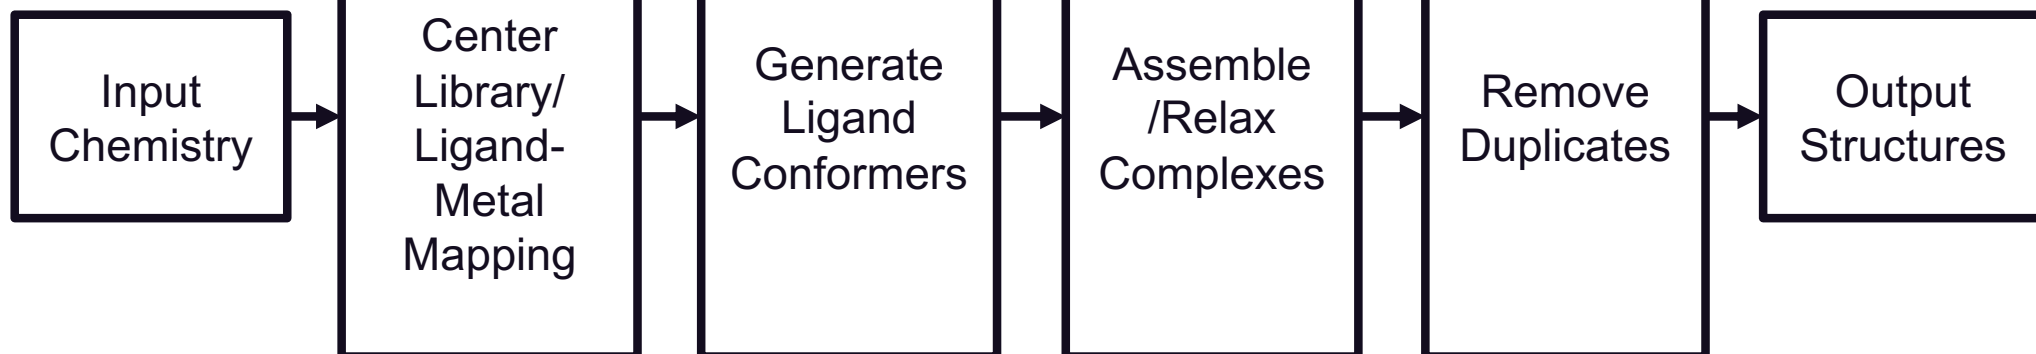 Input
Chemistry
Center
Library/
Ligand-
Metal
Mapping
Generate
Ligand
Conformers
Assemble
/Relax
Complexes
Remove
Duplicates
Output
Structures